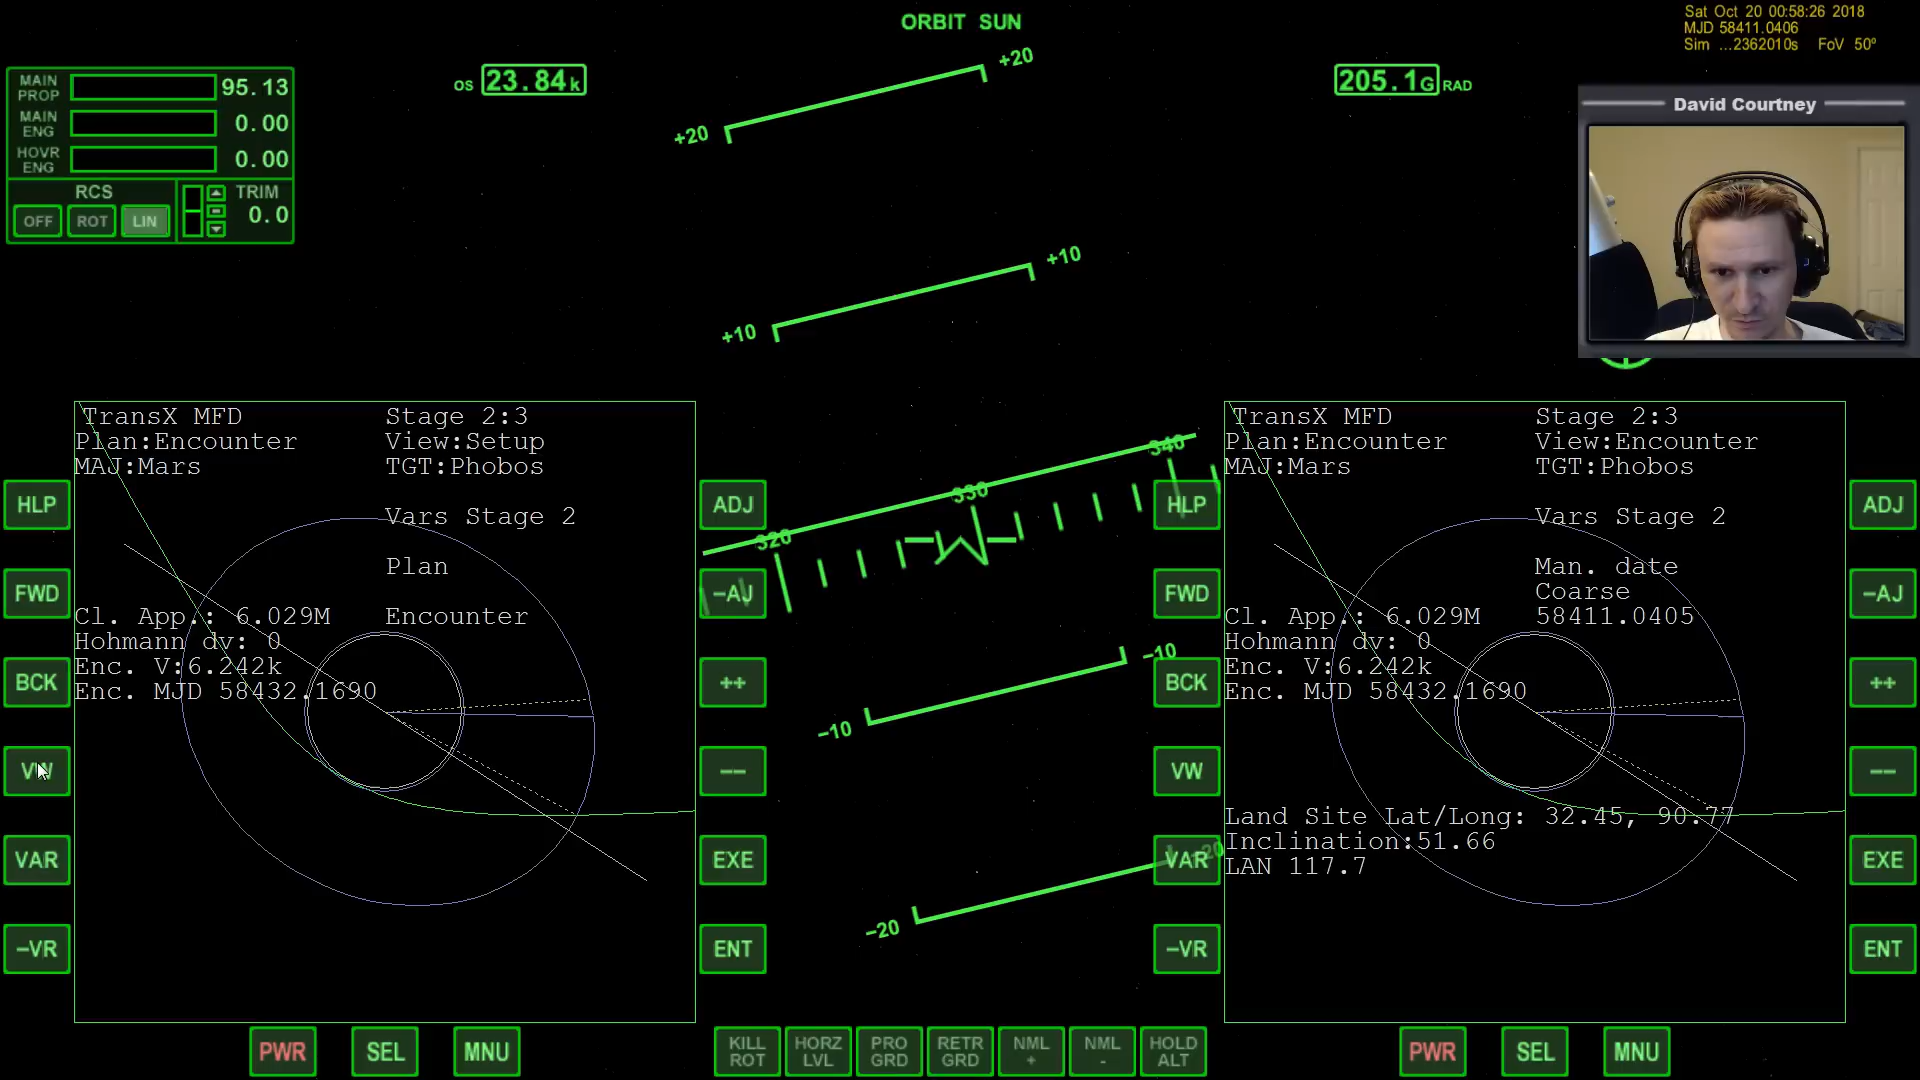 ORBIT SUN
Sat Oct 20 00:58:26 2018
MJD 58411.0406
Sim ...2362010s FoV 50°
MAIN PROP 95.13
MAIN ENG 0.00
HOVR ENG 0.00
RCS
OFF ROT LIN
TRIM
0.0
OS 23.84k
205.1G RAD
David Courtney
+20 +20
+10 +10
320 330 340
-10 -10
-20 -20
TransX MFD Stage 2:3
Plan:Encounter View:Setup
MAJ:Mars TGT:Phobos
Vars Stage 2
Plan
Cl. App.: 6.029M Encounter
Hohmann dv: 0
Enc. V:6.242k
Enc. MJD 58432.1690
HLP
FWD
BCK
VW
VAR
-VR
ADJ
-AJ
++
--
EXE
ENT
PWR SEL MNU
KILL ROT
HORZ LVL
PRO GRD
RETR GRD
NML +
NML -
HOLD ALT
TransX MFD Stage 2:3
Plan:Encounter View:Encounter
MAJ:Mars TGT:Phobos
Vars Stage 2
Man. date
Coarse
Cl. App.: 6.029M 58411.0405
Hohmann dv: 0
Enc. V:6.242k
Enc. MJD 58432.1690
Land Site Lat/Long: 32.45, 90.77
Inclination:51.66
LAN 117.7
HLP
FWD
BCK
VW
VAR
-VR
ADJ
-AJ
++
--
EXE
ENT
PWR SEL MNU